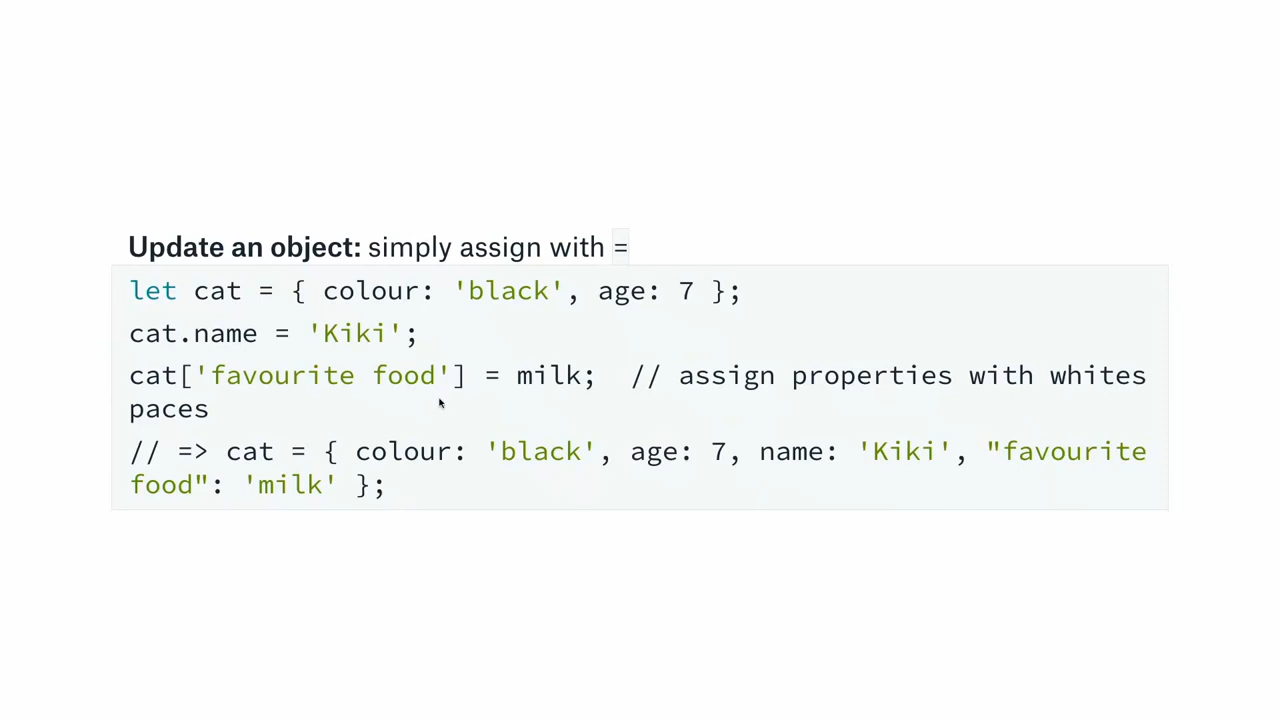 Update an object: simply assign with =
let cat = { colour: 'black', age: 7 };
cat.name = 'Kiki';
cat['favourite food'] = milk;  // assign properties with whites
paces
// => cat = { colour: 'black', age: 7, name: 'Kiki', "favourite
food": 'milk' };